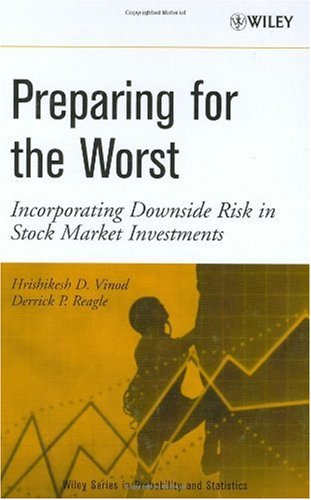 WILEY
Preparing for
the Worst
Incorporating Downside Risk in
Stock Market Investments
Hrishikesh D. Vinod
Derrick P. Reagle
Wiley Series in Probability and Statistics